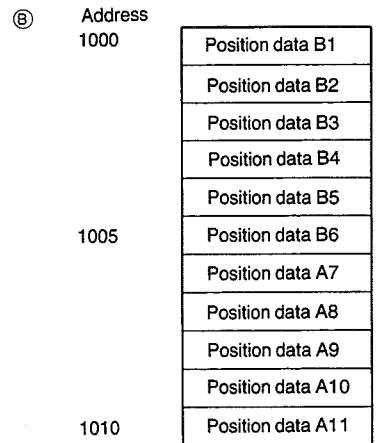 Ⓑ Address
1000 Position data B1
Position data B2
Position data B3
Position data B4
Position data B5
1005 Position data B6
Position data A7
Position data A8
Position data A9
Position data A10
1010 Position data A11